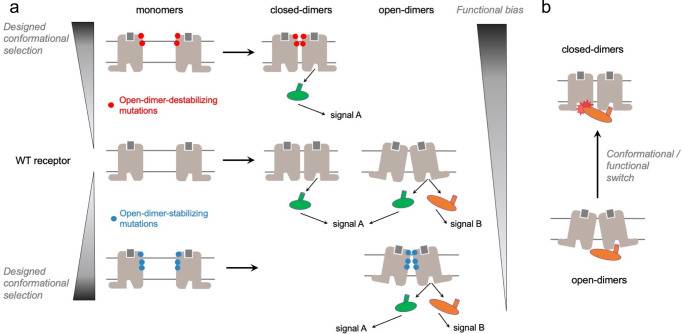 a
monomers
closed-dimers
open-dimers
Functional bias
Designed
conformational
selection
signal A
Open-dimer-destabilizing
mutations
WT receptor
signal A
signal B
Open-dimer-stabilizing
mutations
Designed
conformational
selection
signal A
signal B
b
closed-dimers
Conformational /
functional
switch
open-dimers